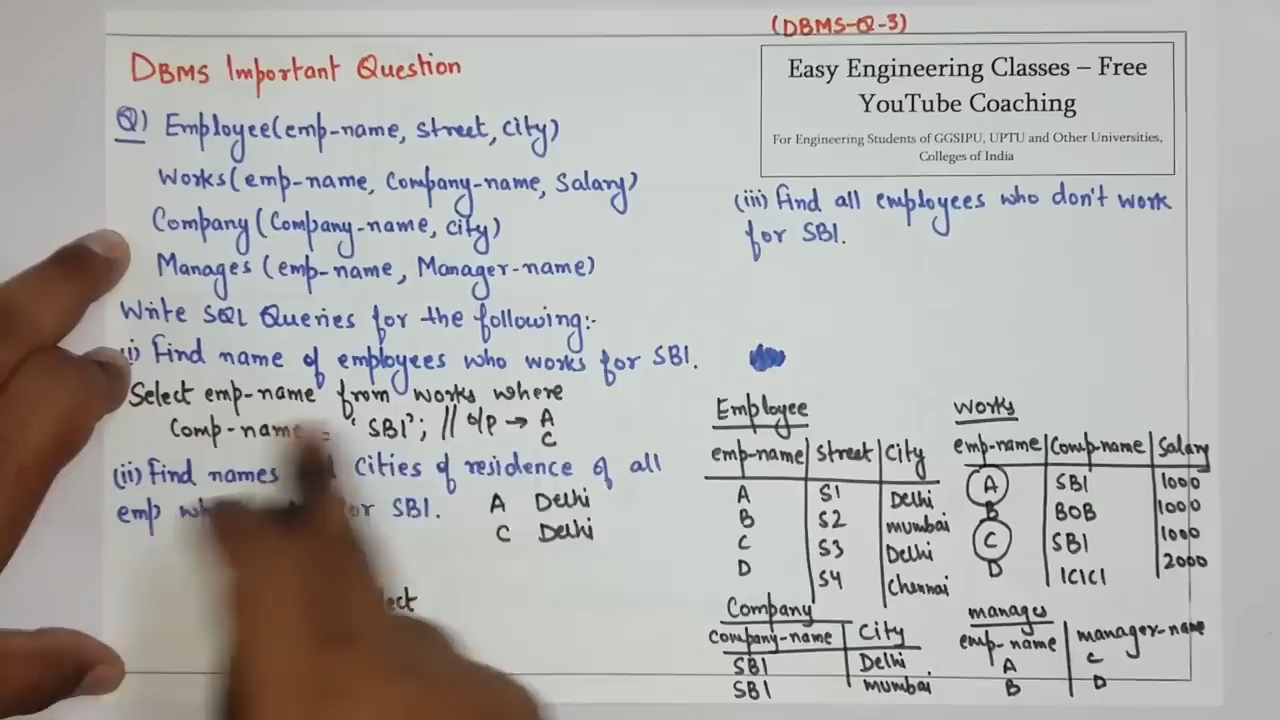 (DBMS-Q-3)
DBMS Important Question
Easy Engineering Classes – Free
YouTube Coaching
For Engineering Students of GGSIPU, UPTU and Other Universities,
Colleges of India
Q) Employee(emp-name, street, city)
Works(emp-name, Company-name, Salary)
Company (Company-name, city)
Manages (emp-name, Manager-name)
Write SQL Queries for the following:-
(i) Find name of employees who works for SBI.
Select emp-name from works where
Comp-name = 'SBI'; // o/p → A
C
(ii) Find names cities of residence of all
emp or SBI.
A Delhi
C Delhi
(iii) Find all employees who don't work
for SBI.
Employee
emp-name Street City
A S1 Delhi
B S2 mumbai
C S3 Delhi
D S4 Chennai
Works
emp-name Comp-name Salary
A SBI 1000
B BOB 1000
C SBI 1000
D ICICI 2000
Company
Company-name City
SBI Delhi
SBI mumbai
manages
emp-name manager-name
A C
B D